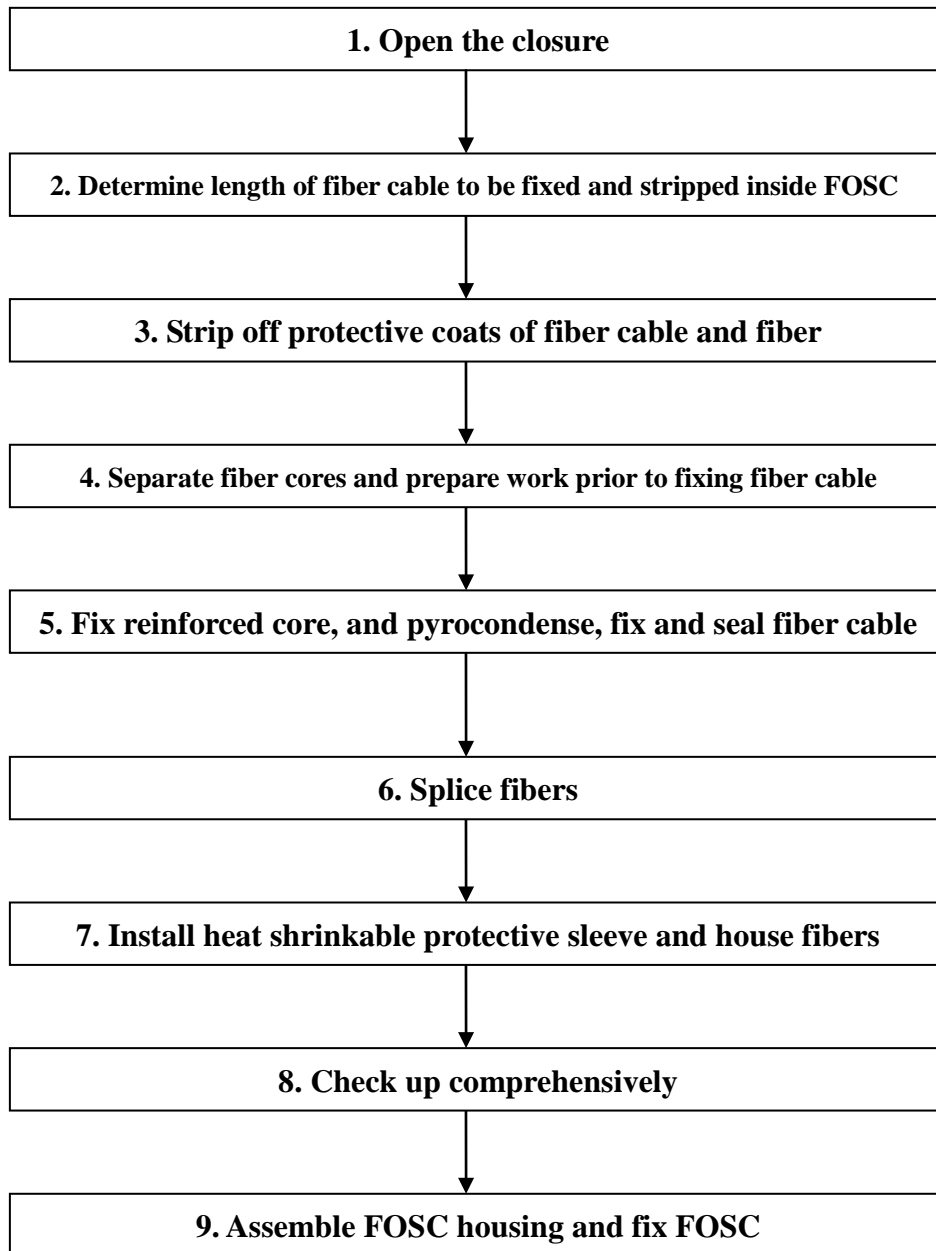 1. Open the closure
2. Determine length of fiber cable to be fixed and stripped inside FOSC
3. Strip off protective coats of fiber cable and fiber
4. Separate fiber cores and prepare work prior to fixing fiber cable
5. Fix reinforced core, and pyrocondense, fix and seal fiber cable
6. Splice fibers
7. Install heat shrinkable protective sleeve and house fibers
8. Check up comprehensively
9. Assemble FOSC housing and fix FOSC